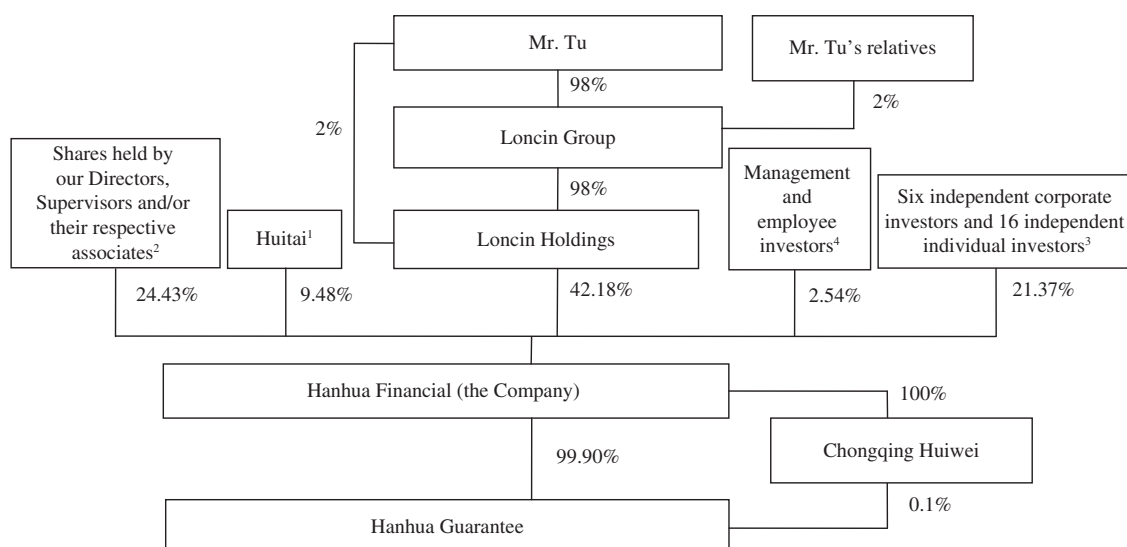 Mr. Tu
Mr. Tu’s relatives
98%
2%
2%
Loncin Group
98%
Shares held by
our Directors,
Supervisors and/or
their respective
associates²
Huitai¹
Loncin Holdings
Management
and
employee
investors⁴
Six independent corporate
investors and 16 independent
individual investors³
24.43%
9.48%
42.18%
2.54%
21.37%
Hanhua Financial (the Company)
100%
99.90%
Chongqing Huiwei
0.1%
Hanhua Guarantee